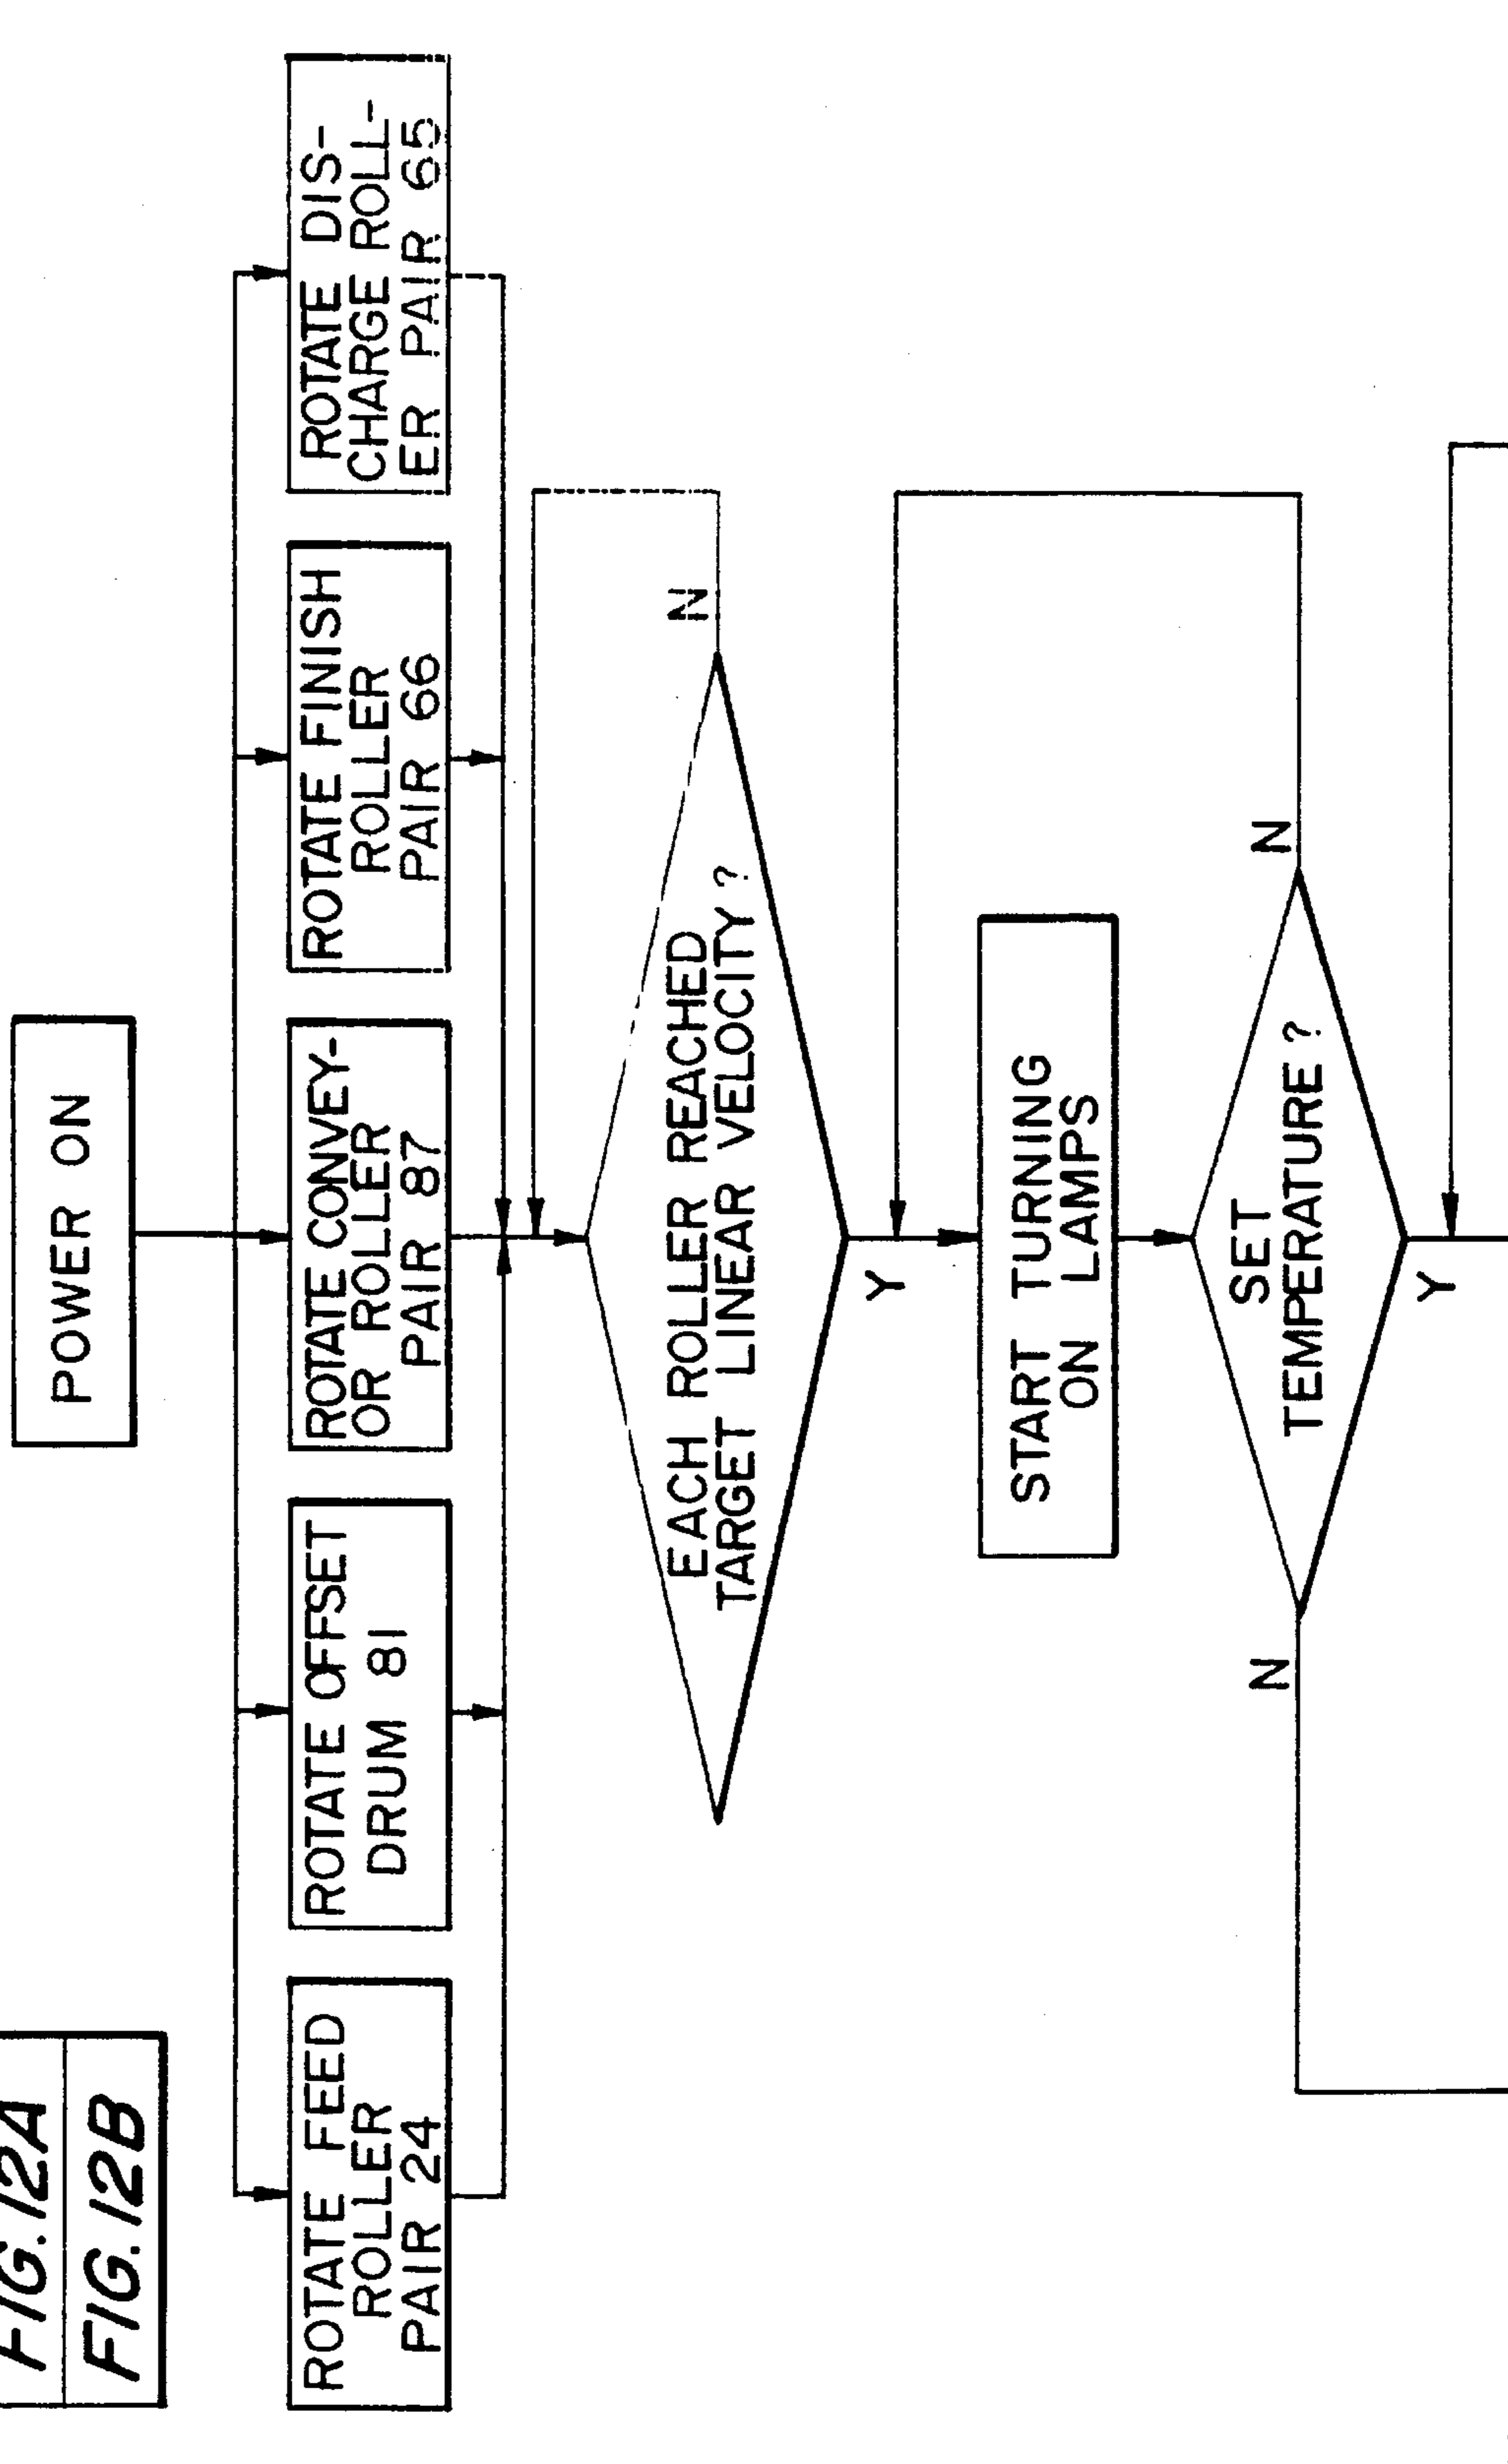 FIG. 12A
FIG. 12B
POWER ON
ROTATE FEED
ROLLER
PAIR 24
ROTATE OFFSET
DRUM 81
ROTATE CONVEY-
OR ROLLER
PAIR 87
ROTATE FINISH
ROLLER
PAIR 66
ROTATE DIS-
CHARGE ROLL-
ER PAIR 65
EACH ROLLER REACHED
TARGET LINEAR VELOCITY ?
N
Y
START TURNING
ON LAMPS
N
SET
TEMPERATURE ?
N
Y